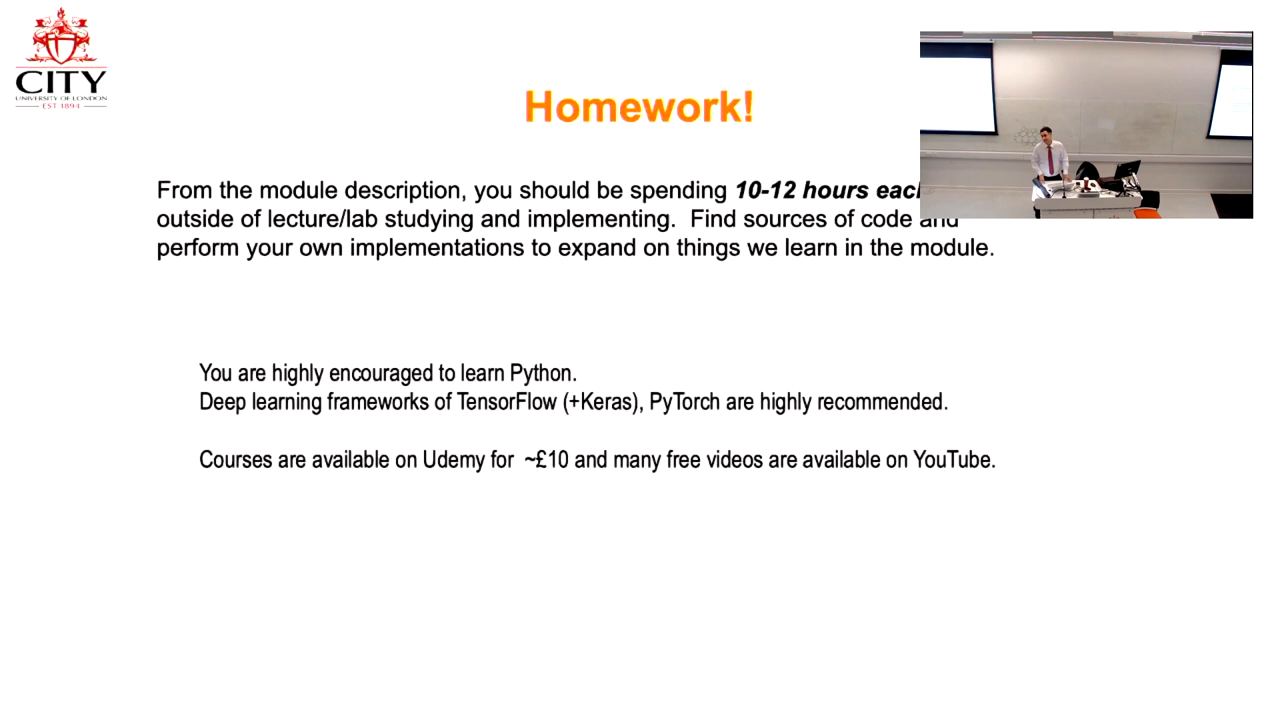 CITY
UNIVERSITY OF LONDON
EST 1894
Homework!
From the module description, you should be spending 10-12 hours
outside of lecture/lab studying and implementing. Find sources of code and
perform your own implementations to expand on things we learn in the module.
You are highly encouraged to learn Python.
Deep learning frameworks of TensorFlow (+Keras), PyTorch are highly recommended.
Courses are available on Udemy for ~£10 and many free videos are available on YouTube.